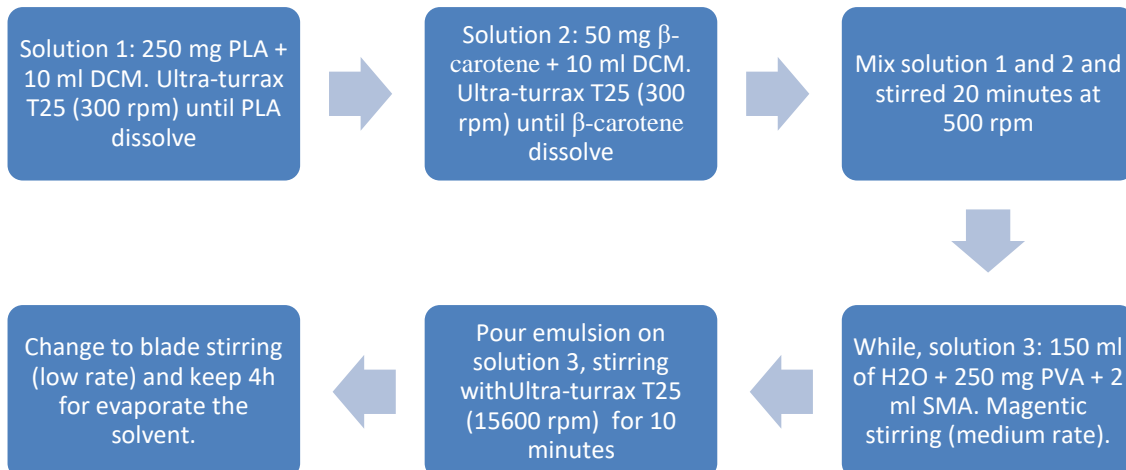 Solution 1: 250 mg PLA +
10 ml DCM. Ultra-turrax
T25 (300 rpm) until PLA
dissolve
Solution 2: 50 mg β-
carotene + 10 ml DCM.
Ultra-turrax T25 (300
rpm) until β-carotene
dissolve
Mix solution 1 and 2 and
stirred 20 minutes at
500 rpm
While, solution 3: 150 ml
of H2O + 250 mg PVA + 2
ml SMA. Magentic
stirring (medium rate).
Pour emulsion on
solution 3, stirring
withUltra-turrax T25
(15600 rpm)  for 10
minutes
Change to blade stirring
(low rate) and keep 4h
for evaporate the
solvent.